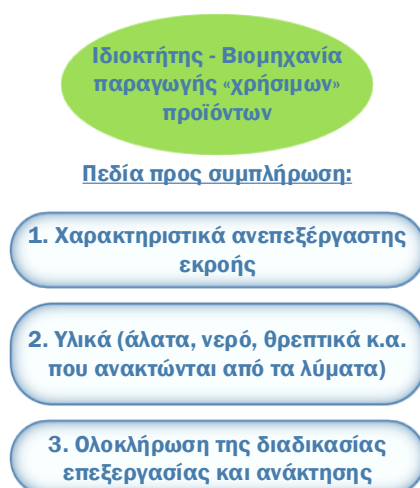 Ιδιοκτήτης - Βιομηχανία
παραγωγής «χρήσιμων»
προϊόντων
Πεδία προς συμπλήρωση:
1. Χαρακτηριστικά ανεπεξέργαστης
εκροής
2. Υλικά (άλατα, νερό, θρεπτικά κ.α.
που ανακτώνται από τα λύματα)
3. Ολοκλήρωση της διαδικασίας
επεξεργασίας και ανάκτησης